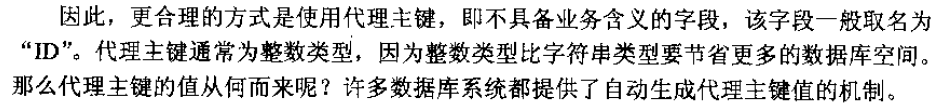 因此，更合理的方式是使用代理主键，即不具备业务含义的字段，该字段一般取名为
“ID”。代理主键通常为整数类型，因为整数类型比字符串类型要节省更多的数据库空间。
那么代理主键的值从何而来呢？许多数据库系统都提供了自动生成代理主键值的机制。